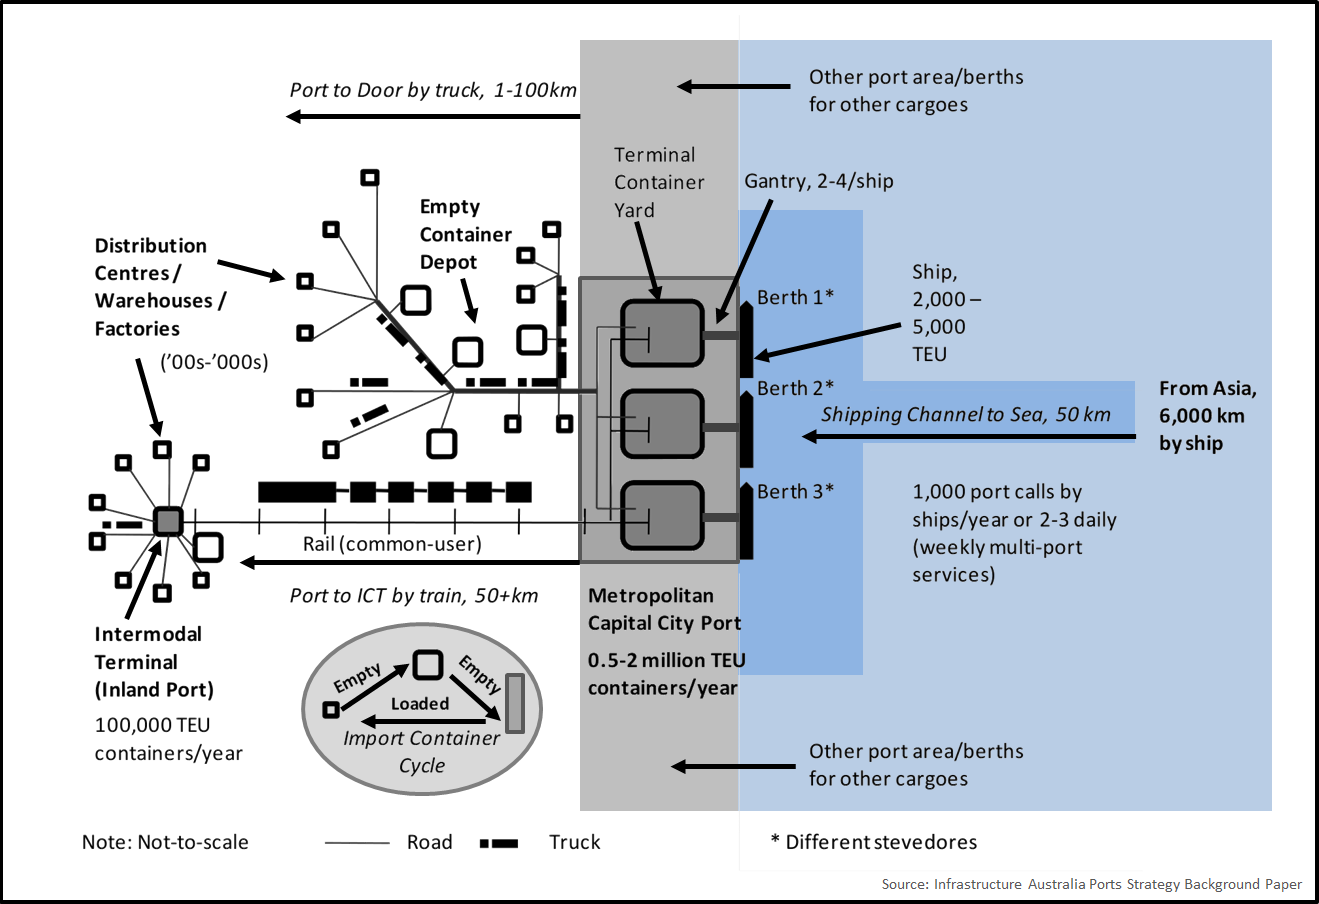 Port to Door by truck, 1-100km
Other port area/berths
for other cargoes
Terminal
Container
Yard
Gantry, 2-4/ship
Empty
Container
Depot
Distribution
Centres /
Warehouses /
Factories
(’00s-’000s)
Ship,
2,000 –
5,000
TEU
Berth 1*
Berth 2*
Shipping Channel to Sea, 50 km
From Asia,
6,000 km
by ship
Berth 3*
1,000 port calls by
ships/year or 2-3 daily
(weekly multi-port
services)
Rail (common-user)
Port to ICT by train, 50+km
Metropolitan
Capital City Port
0.5-2 million TEU
containers/year
Intermodal
Terminal
(Inland Port)
100,000 TEU
containers/year
Empty
Empty
Loaded
Import Container
Cycle
Other port area/berths
for other cargoes
Note: Not-to-scale
Road
Truck
* Different stevedores
Source: Infrastructure Australia Ports Strategy Background Paper